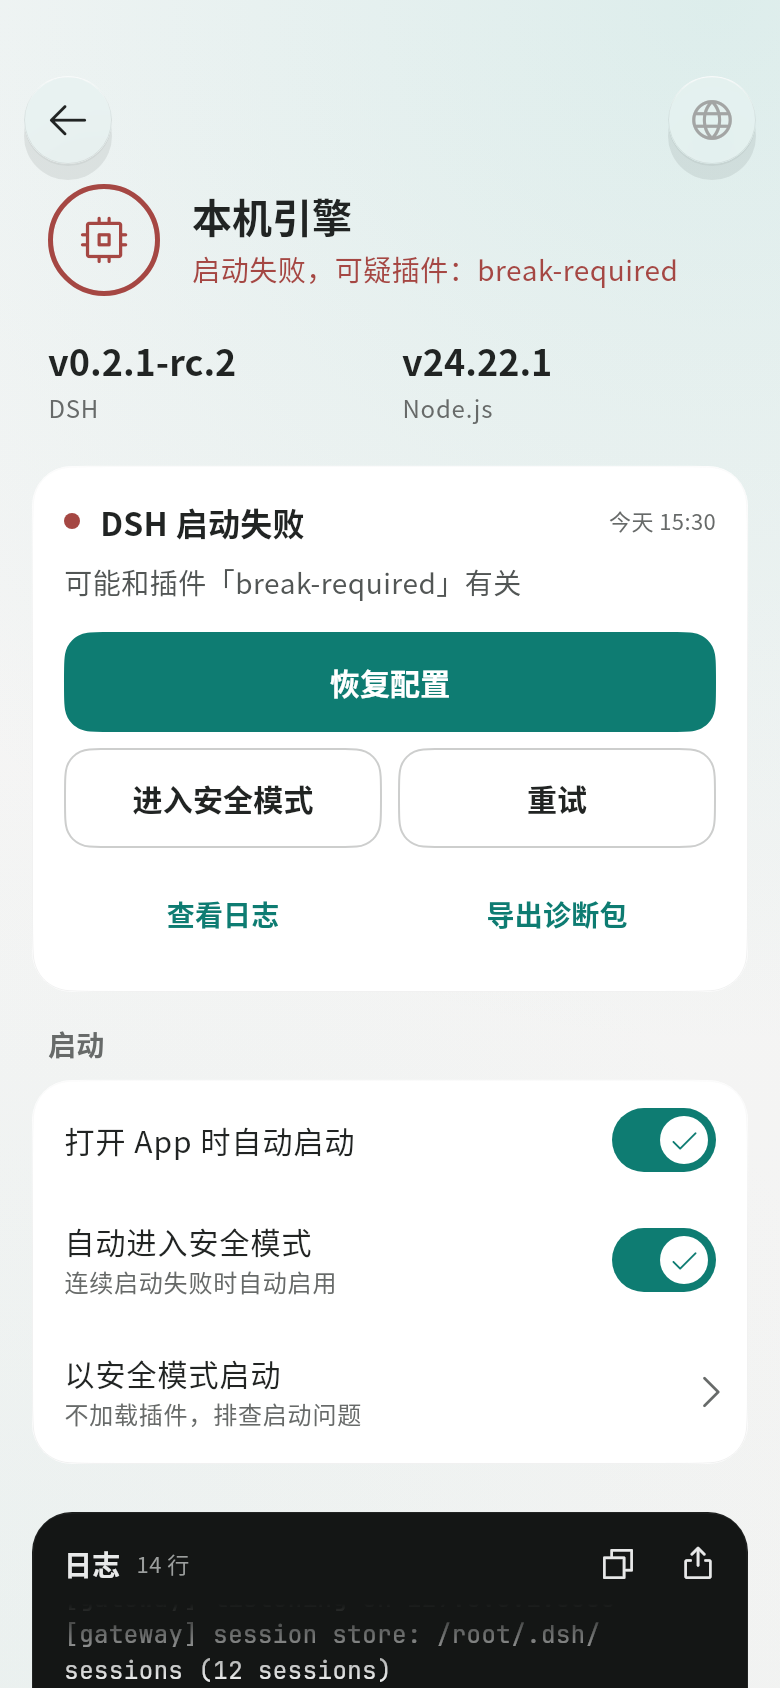 本机引擎
启动失败，可疑插件：break-required
v0.2.1-rc.2
DSH
v24.22.1
Node.js
DSH 启动失败
今天 15:30
可能和插件「break-required」有关
恢复配置
进入安全模式
重试
查看日志
导出诊断包
启动
打开 App 时自动启动
自动进入安全模式
连续启动失败时自动启用
以安全模式启动
不加载插件，排查启动问题
日志
14 行
[gateway] session store: /root/.dsh/
sessions (12 sessions)